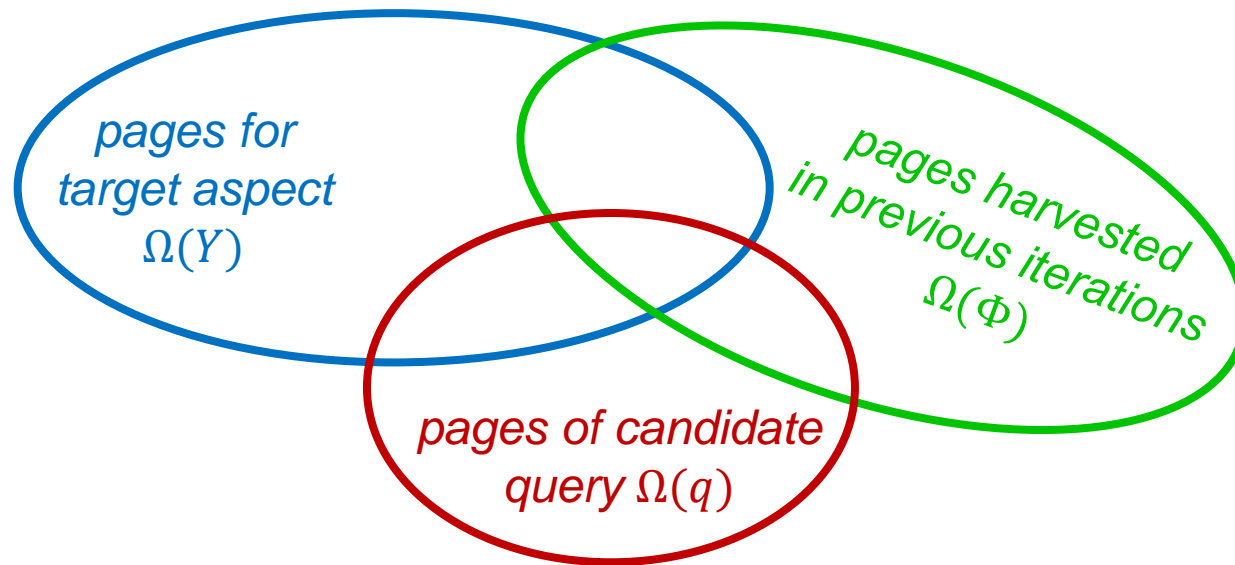 pages for
target aspect
Ω(Y)
pages harvested
in previous iterations
Ω(Φ)
pages of candidate
query Ω(q)